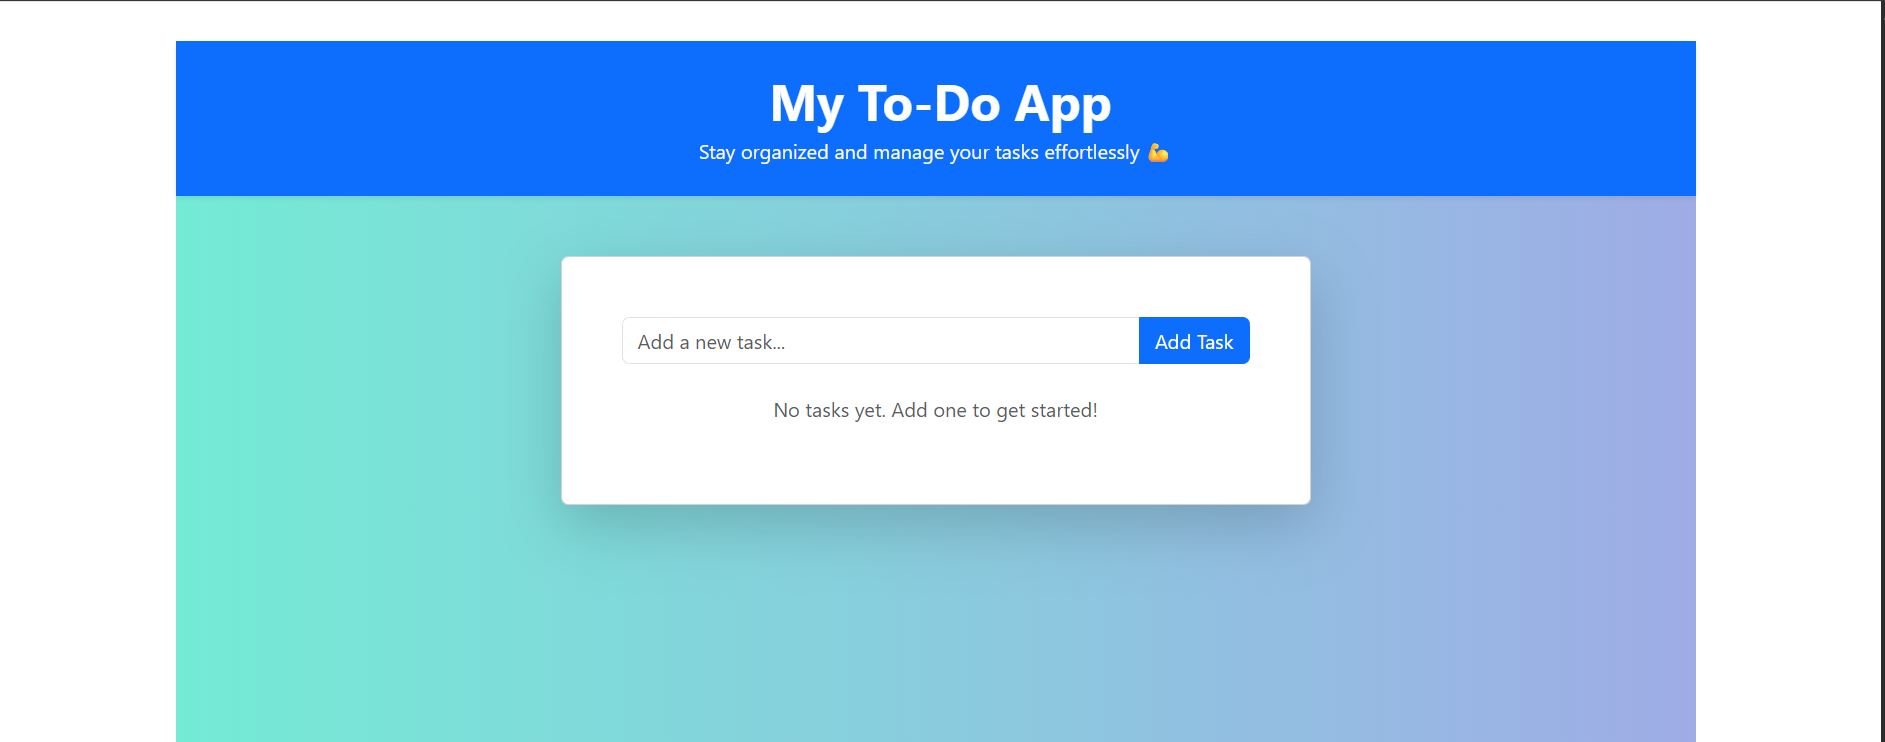 My To-Do App
Stay organized and manage your tasks effortlessly 💪
Add a new task...
Add Task
No tasks yet. Add one to get started!